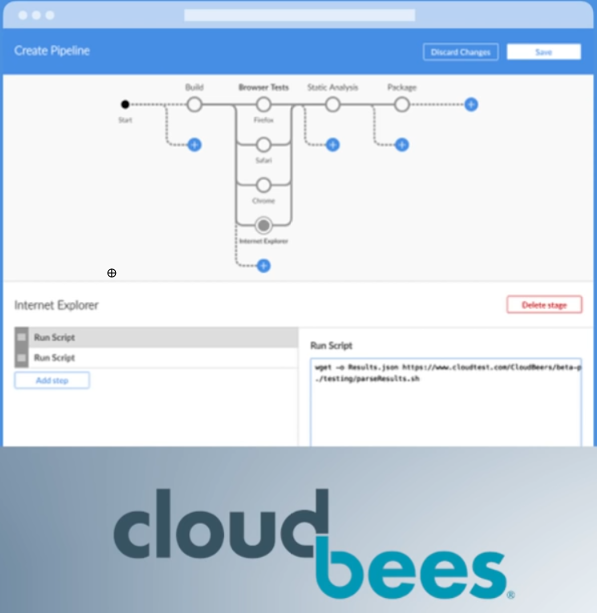 Create Pipeline
Discard Changes
Save
Build
Browser Tests
Static Analysis
Package
Start
Firefox
Safari
Chrome
Internet Explorer
Internet Explorer
Delete stage
Run Script
Run Script
Add step
Run Script
wget -o Results.json https://www.cloudtest.com/CloudBeers/beta-p
./testing/parseResults.sh
cloudbees®